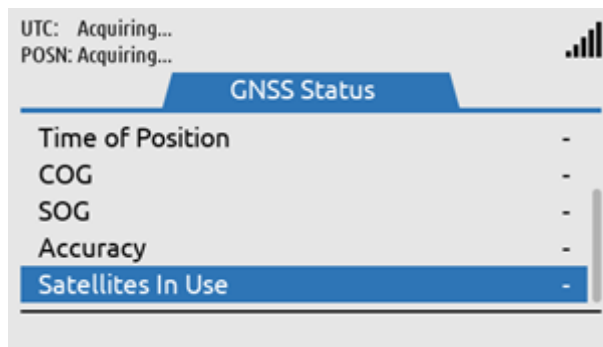 UTC: Acquiring...
POSN: Acquiring...
GNSS Status
Time of Position -
COG -
SOG -
Accuracy -
Satellites In Use -